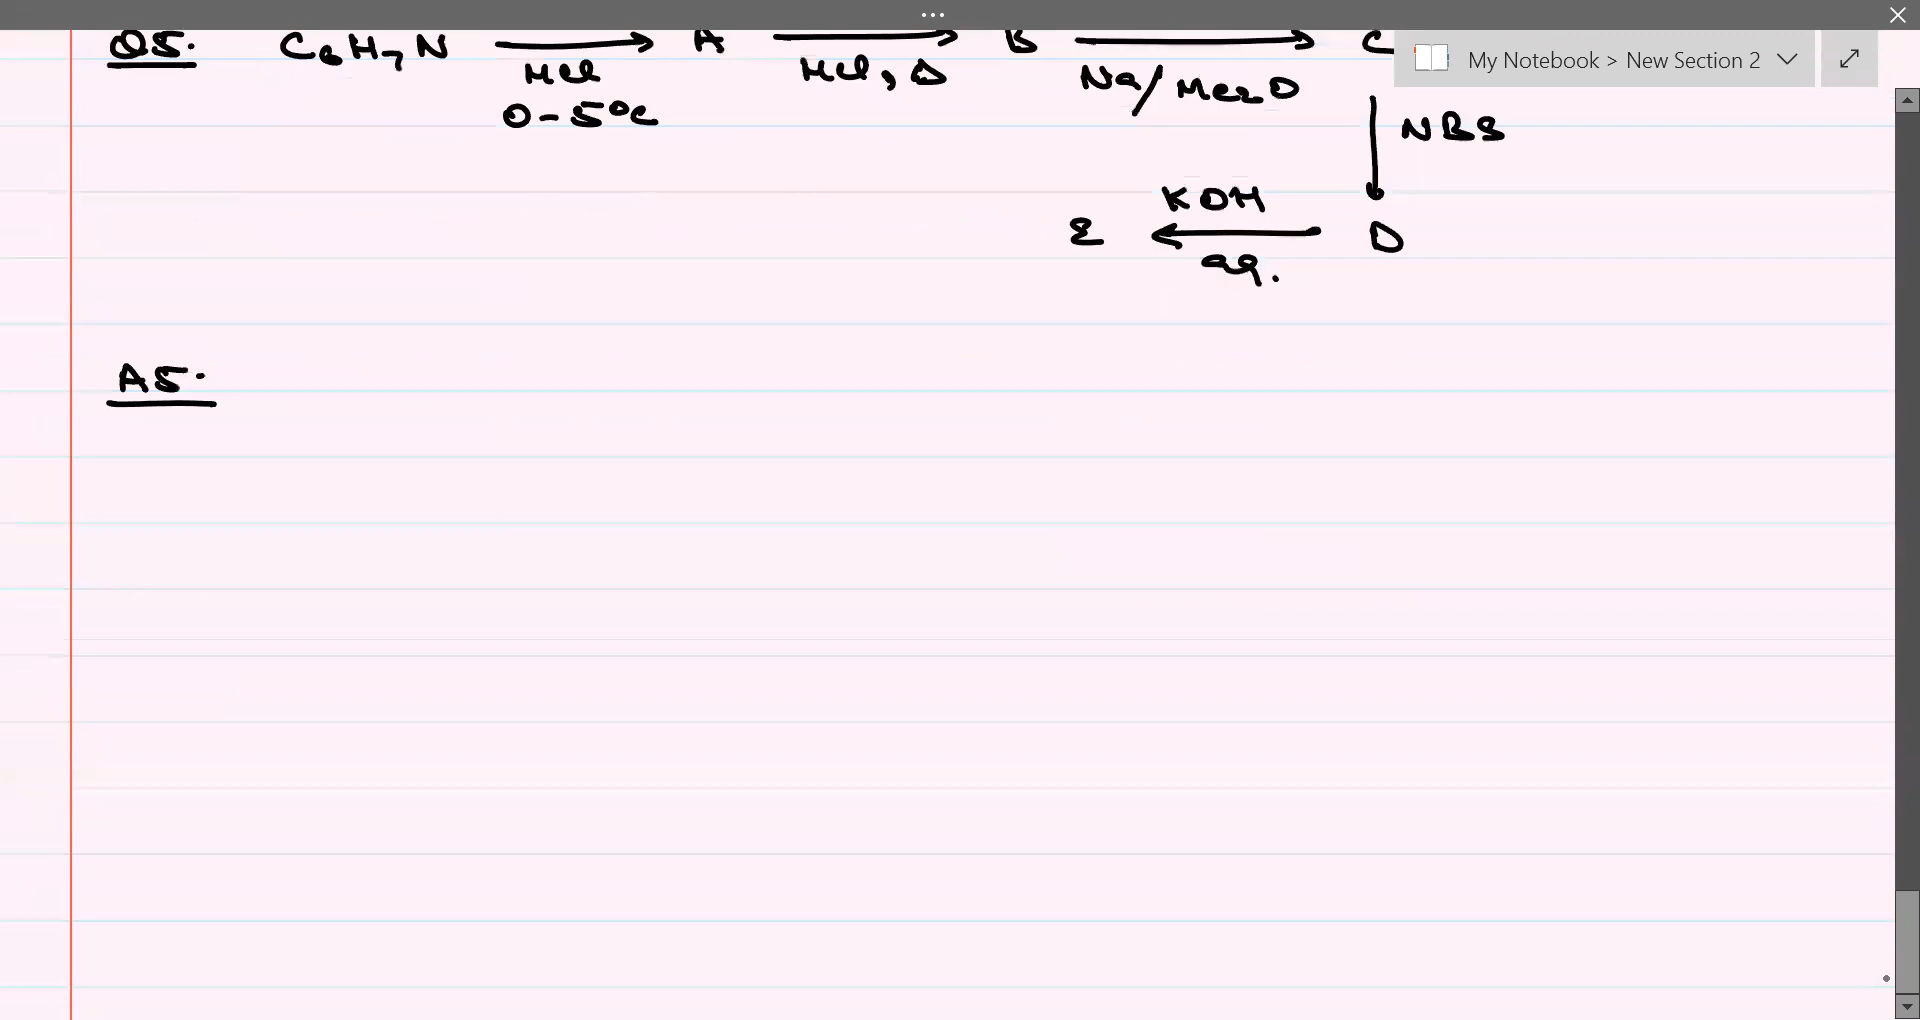 Q5. C6H7N → A → B → C
HCl
0-5°C
HCl, Δ
Na/Me2O
My Notebook > New Section 2
NBS
KOH
E ← D
aq.
A5.